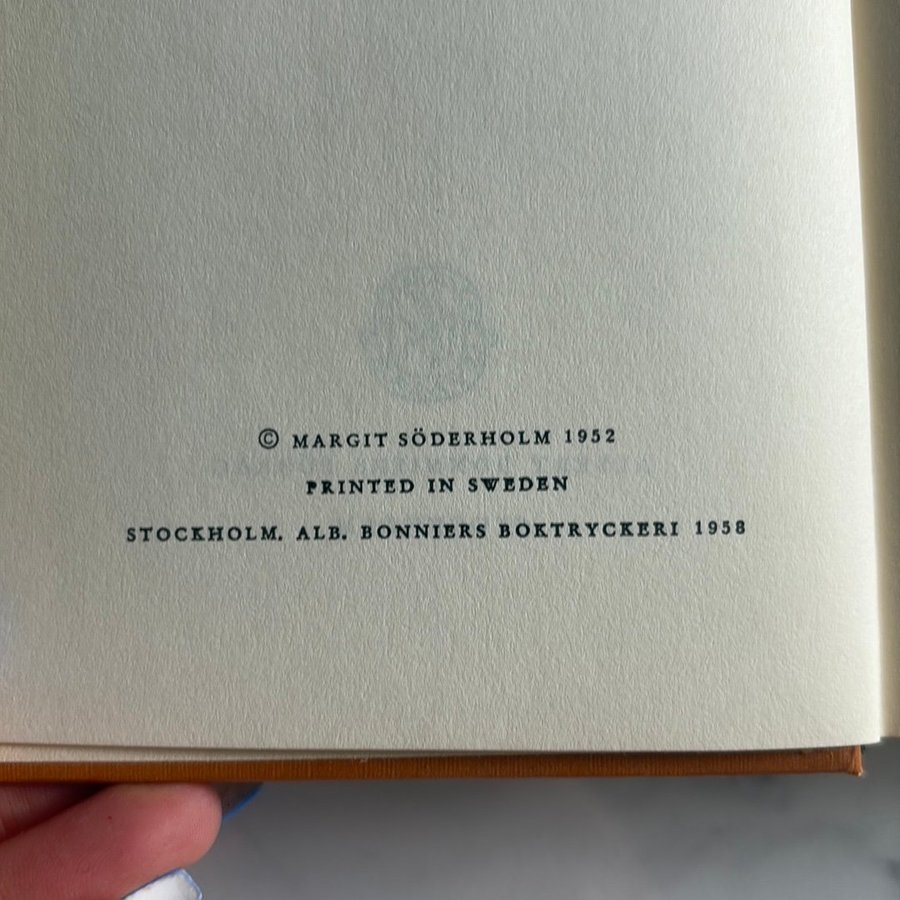 © MARGIT SÖDERHOLM 1952
PRINTED IN SWEDEN
STOCKHOLM. ALB. BONNIERS BOKTRYCKERI 1958